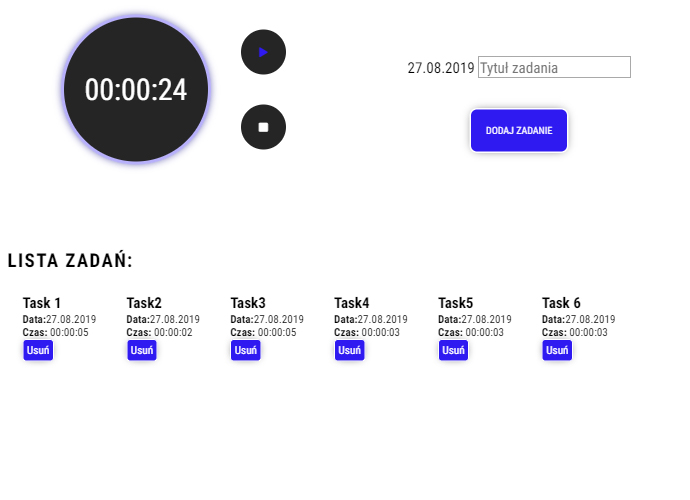 00:00:24
27.08.2019 Tytuł zadania
DODAJ ZADANIE
LISTA ZADAŃ:
Task 1
Data:27.08.2019
Czas: 00:00:05
Usuń
Task2
Data:27.08.2019
Czas: 00:00:02
Usuń
Task3
Data:27.08.2019
Czas: 00:00:05
Usuń
Task4
Data:27.08.2019
Czas: 00:00:03
Usuń
Task5
Data:27.08.2019
Czas: 00:00:03
Usuń
Task 6
Data:27.08.2019
Czas: 00:00:03
Usuń